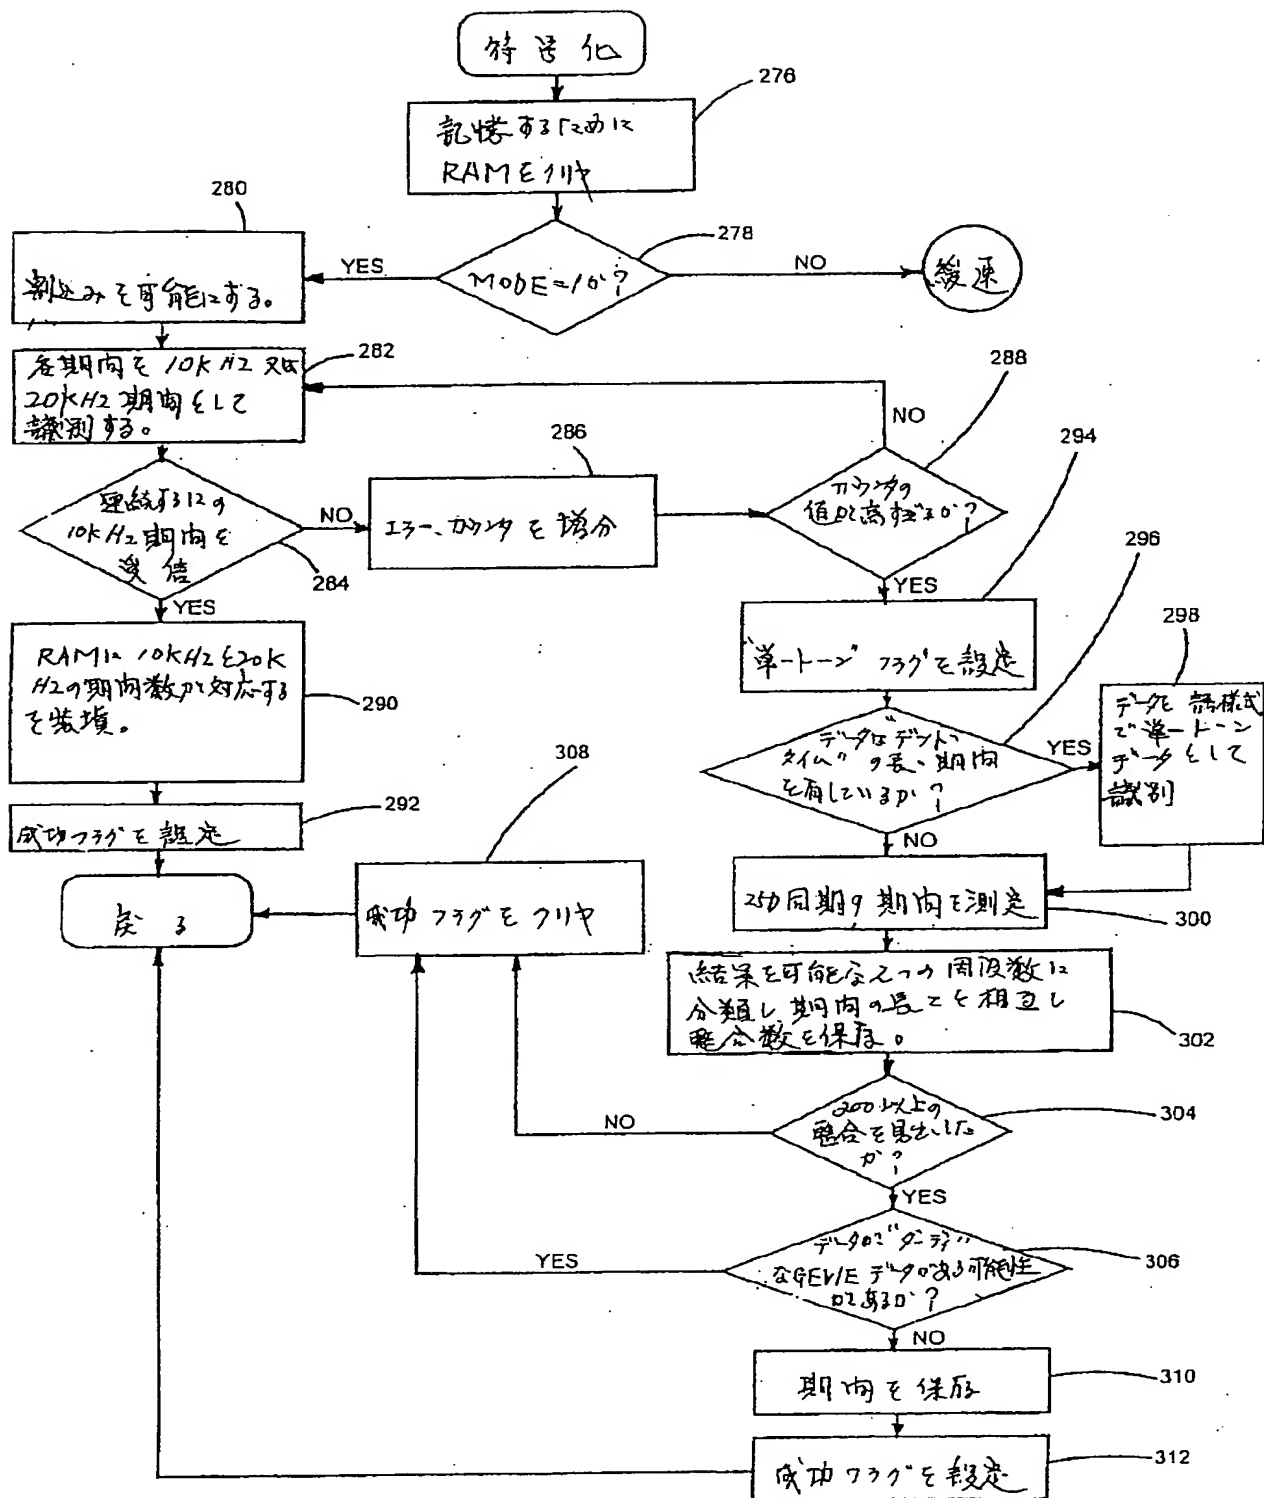 符号化
276
記憶するために
RAMをクリヤ
280
278
YES
MODE=1か?
NO
緩速
割込みを可能にする。
282
各期間を10KHZ又は
20KHZ期間として
識別する。
288
NO
286
294
連続する
10KHZ期間を
受信
NO
エラーカウンタを増分
カウンタの
値が高すぎるか?
296
284
YES
YES
298
RAMに10KHZと20K
HZの期間数が対応する
を装填。
290
"単一トーン"フラグを設定
データは"デッド
タイム"の長い期間
を有しているか?
YES
データを語様式
で単一トーン
データとして
識別
308
292
成功フラグを設定
NO
戻る
成功フラグをクリヤ
250同期の期間を測定
300
結果を可能な7つの周波数に
分類し期間の長さを相互し
整合数を保存。
302
200以上の
整合を見出した
か?
304
NO
YES
データが"ダーティ"
なGEV/Eデータがある可能性
があるか?
306
YES
NO
期間を保存
310
成功フラグを設定
312